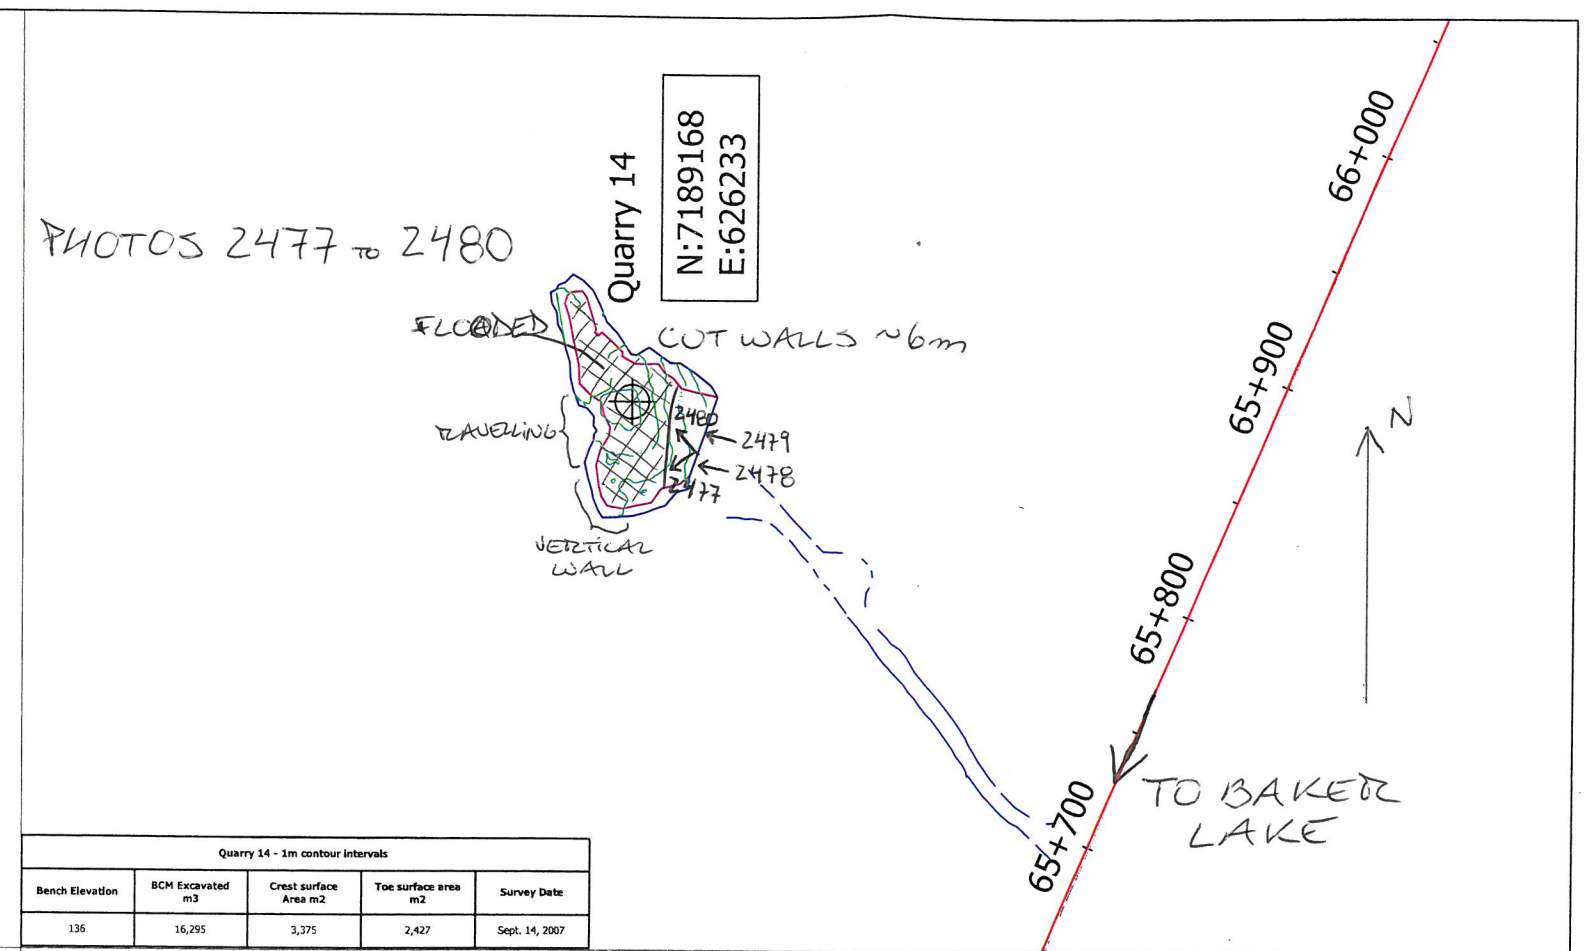 PHOTOS 2477 TO 2480
Quarry 14
N:7189168
E:626233
FLOODED
CUT WALLS ~6m
RAVELLING
2480
2479
2478
2477
VERTICAL
WALL
N
66+000
65+900
65+800
65+700
TO BAKER
LAKE
Quarry 14 - 1m contour intervals
Bench Elevation
BCM Excavated
m3
Crest surface
Area m2
Toe surface area
m2
Survey Date
136
16,295
3,375
2,427
Sept. 14, 2007